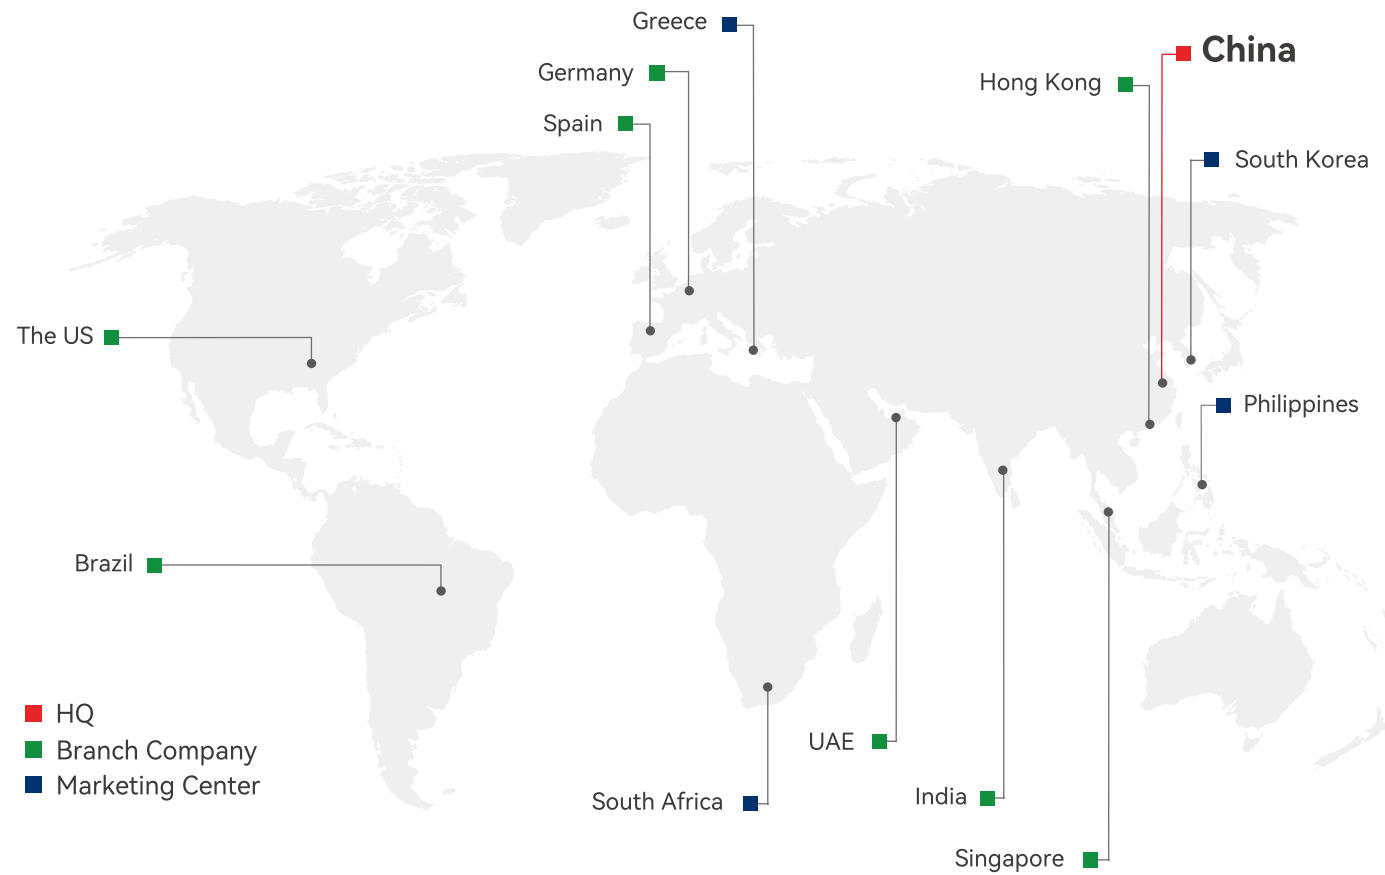 Greece
China
Germany
Hong Kong
Spain
South Korea
The US
Philippines
Brazil
HQ
Branch Company
Marketing Center
UAE
South Africa
India
Singapore